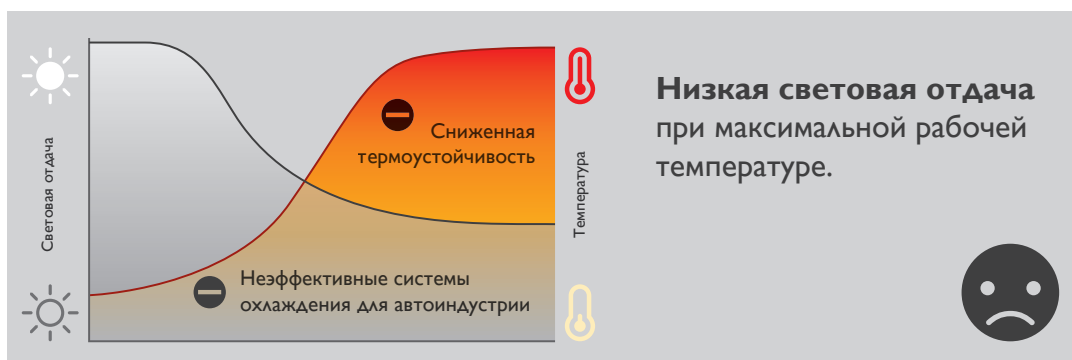 Световая отдача
Сниженная
термоустойчивость
Неэффективные системы
охлаждения для автоиндустрии
Температура
Низкая световая отдача
при максимальной рабочей
температуре.